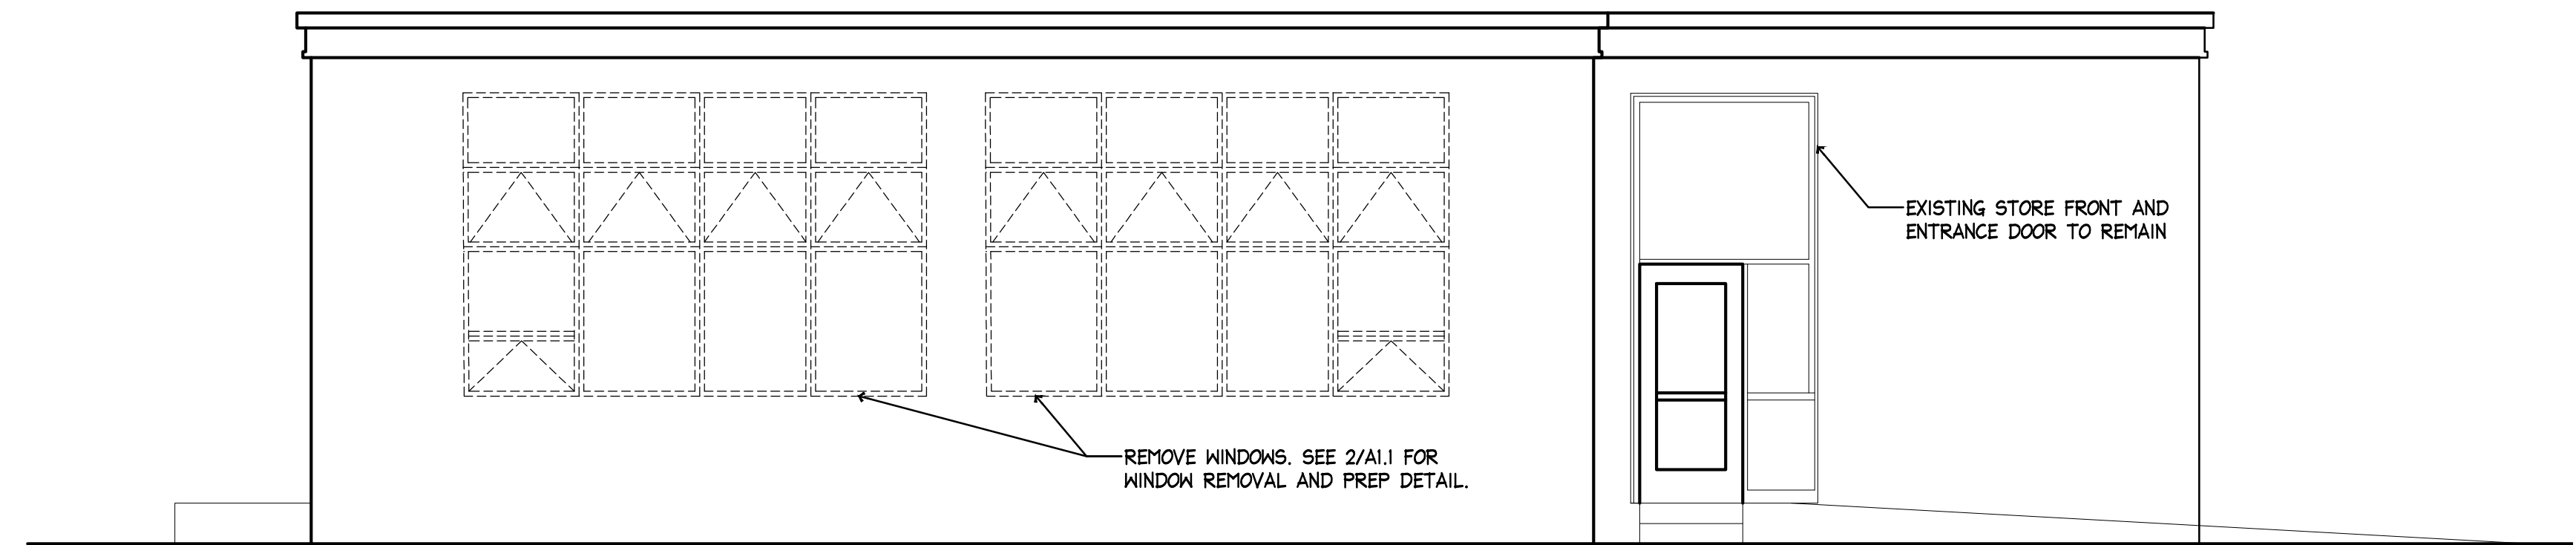 EXISTING STORE FRONT AND
ENTRANCE DOOR TO REMAIN
REMOVE WINDOWS. SEE 2/A1.1 FOR
WINDOW REMOVAL AND PREP DETAIL.